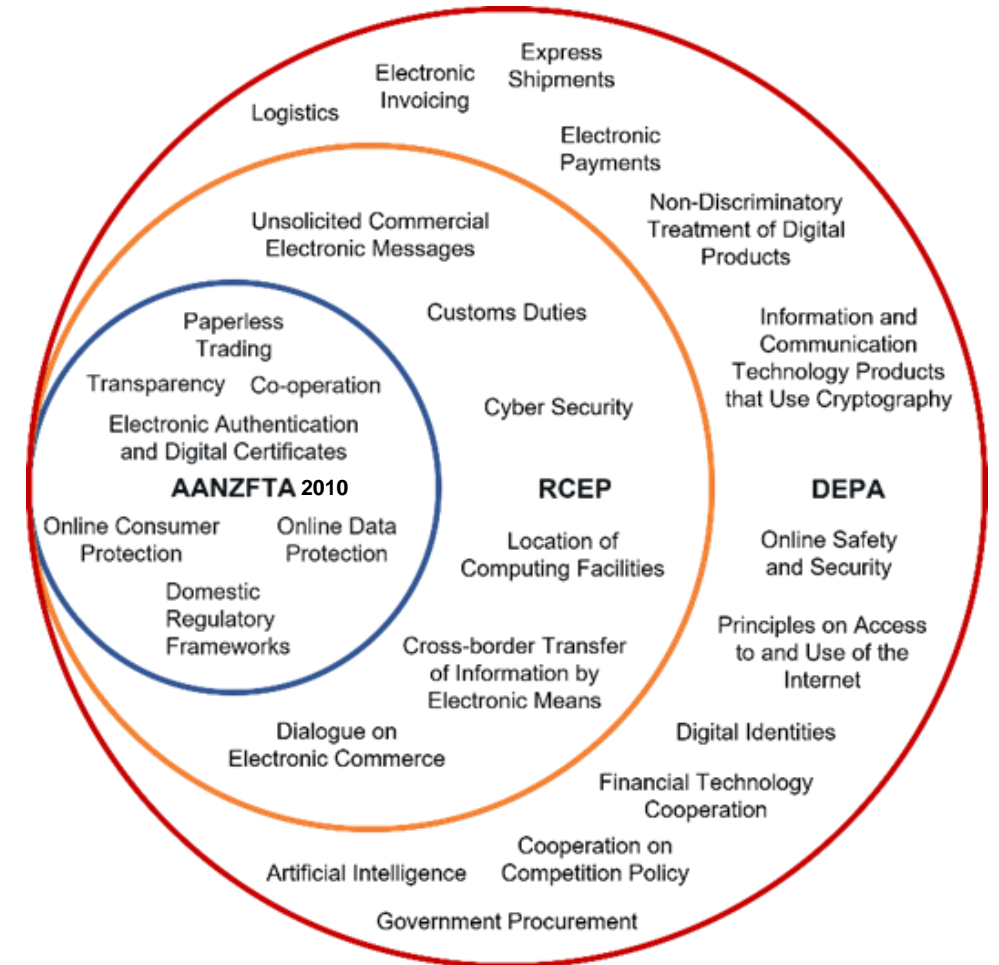 Express
Shipments
Electronic
Invoicing
Logistics
Electronic
Payments
Non-Discriminatory
Treatment of Digital
Products
Unsolicited Commercial
Electronic Messages
Customs Duties
Information and
Communication
Technology Products
that Use Cryptography
Paperless
Trading
Transparency Co-operation
Cyber Security
Electronic Authentication
and Digital Certificates
AANZFTA 2010
RCEP
DEPA
Online Consumer
Protection
Online Data
Protection
Location of
Computing Facilities
Online Safety
and Security
Domestic
Regulatory
Frameworks
Cross-border Transfer
of Information by
Electronic Means
Principles on Access
to and Use of the
Internet
Dialogue on
Electronic Commerce
Digital Identities
Financial Technology
Cooperation
Artificial Intelligence
Cooperation on
Competition Policy
Government Procurement